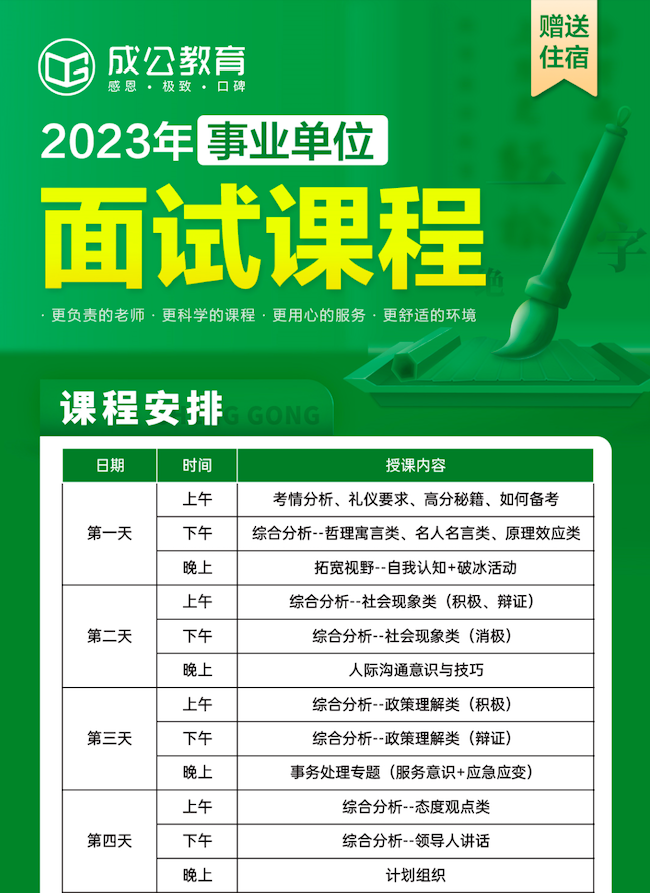 成公教育
感恩·极致·口碑
赠送
住宿
2023年事业单位
面试课程
·更负责的老师·更科学的课程·更用心的服务·更舒适的环境
课程安排
G GONG
日期 时间 授课内容
第一天 上午 考情分析、礼仪要求、高分秘籍、如何备考
下午 综合分析--哲理寓言类、名人名言类、原理效应类
晚上 拓宽视野--自我认知+破冰活动
第二天 上午 综合分析--社会现象类（积极、辩证）
下午 综合分析--社会现象类（消极）
晚上 人际沟通意识与技巧
第三天 上午 综合分析--政策理解类（积极）
下午 综合分析--政策理解类（辩证）
晚上 事务处理专题（服务意识+应急应变）
第四天 上午 综合分析--态度观点类
下午 综合分析--领导人讲话
晚上 计划组织